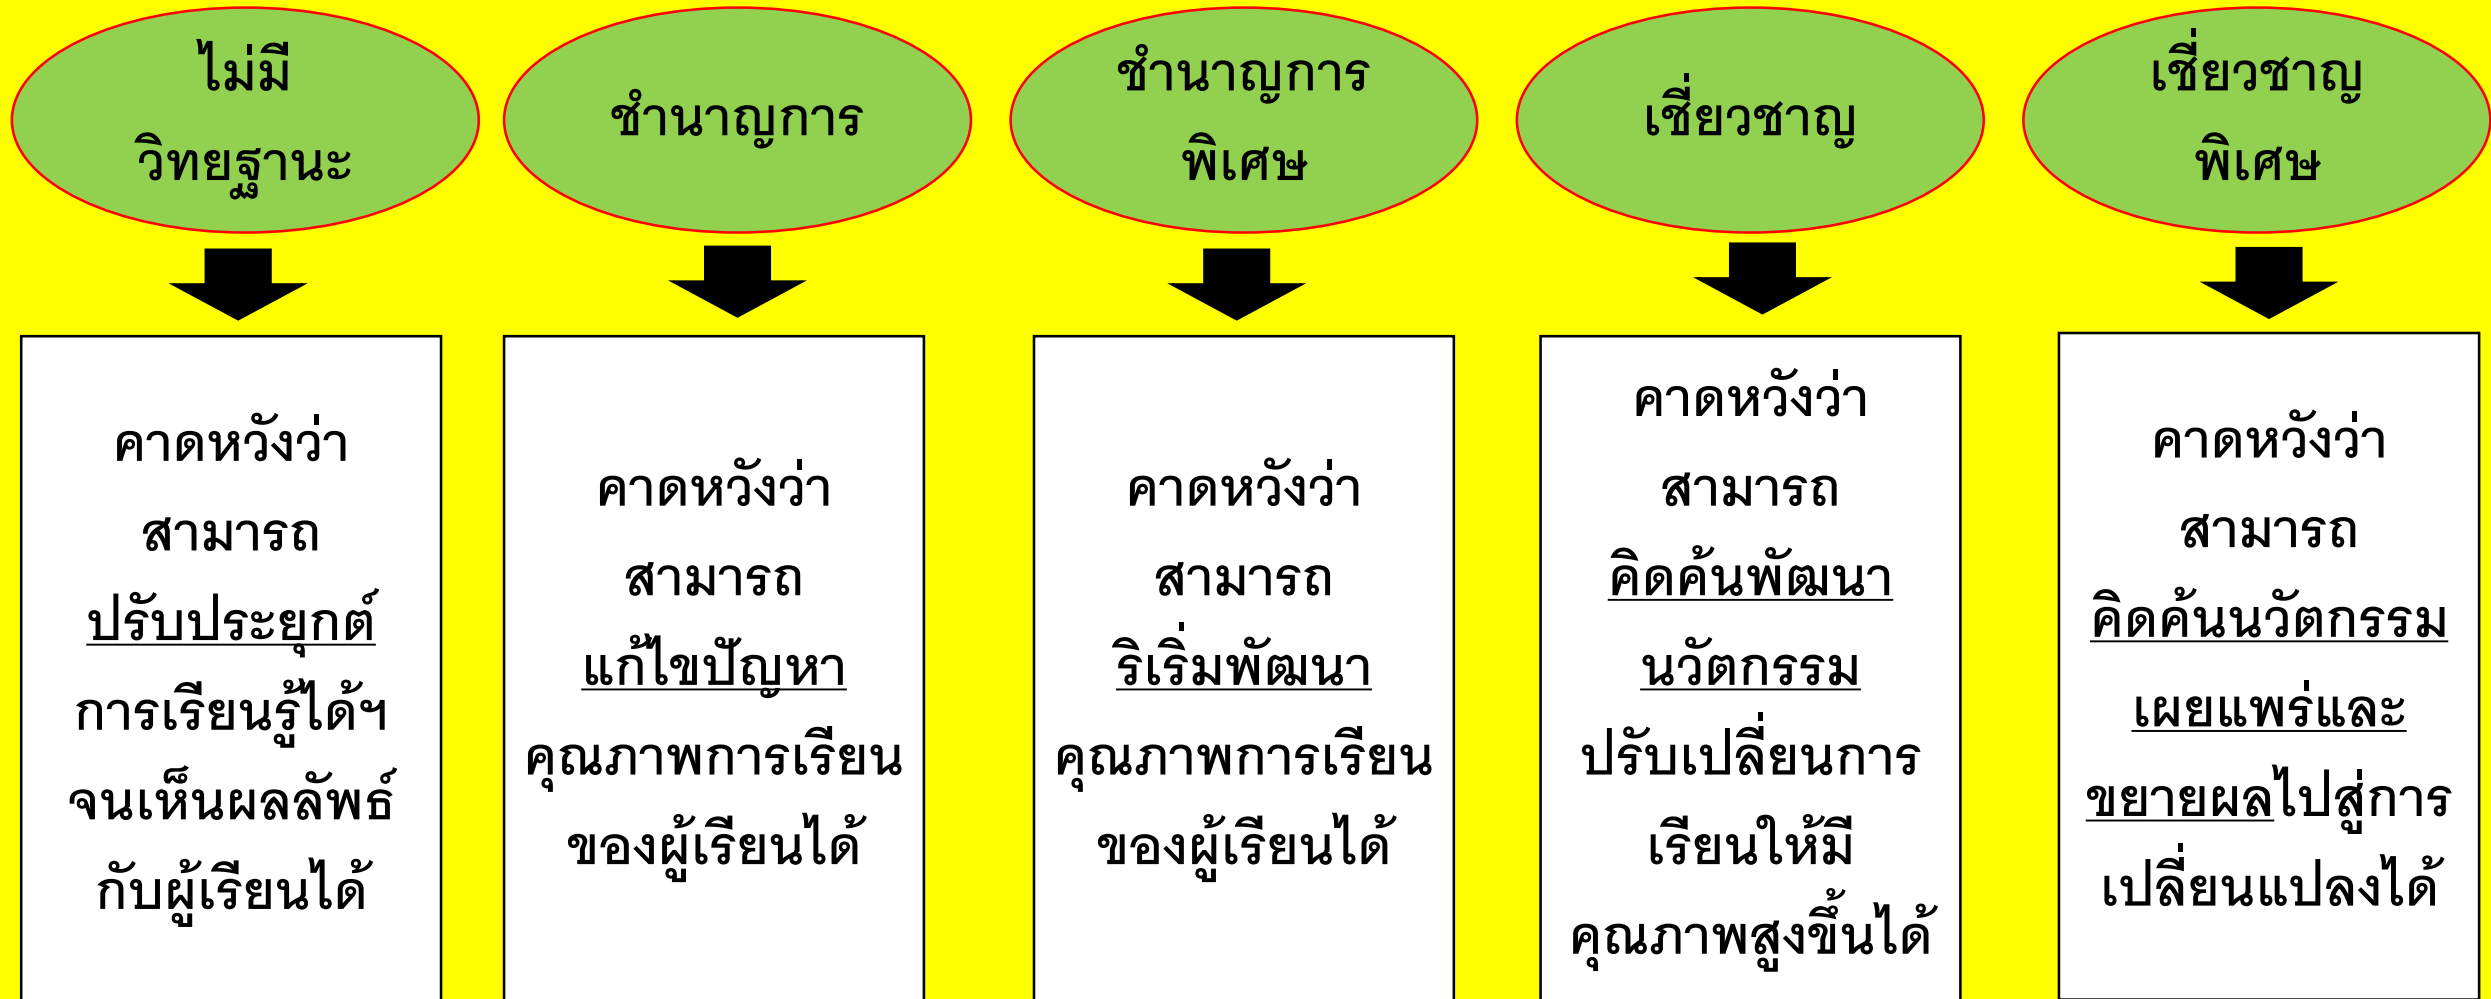 ไม่มี
วิทยฐานะ
ชำนาญการ
ชำนาญการ
พิเศษ
เชี่ยวชาญ
เชี่ยวชาญ
พิเศษ
คาดหวังว่า
สามารถ
ปรับประยุกต์
การเรียนรู้ได้ฯ
จนเห็นผลลัพธ์
กับผู้เรียนได้
คาดหวังว่า
สามารถ
แก้ไขปัญหา
คุณภาพการเรียน
ของผู้เรียนได้
คาดหวังว่า
สามารถ
ริเริ่มพัฒนา
คุณภาพการเรียน
ของผู้เรียนได้
คาดหวังว่า
สามารถ
คิดค้นพัฒนา
นวัตกรรม
ปรับเปลี่ยนการ
เรียนให้มี
คุณภาพสูงขึ้นได้
คาดหวังว่า
สามารถ
คิดค้นนวัตกรรม
เผยแพร่และ
ขยายผลไปสู่การ
เปลี่ยนแปลงได้